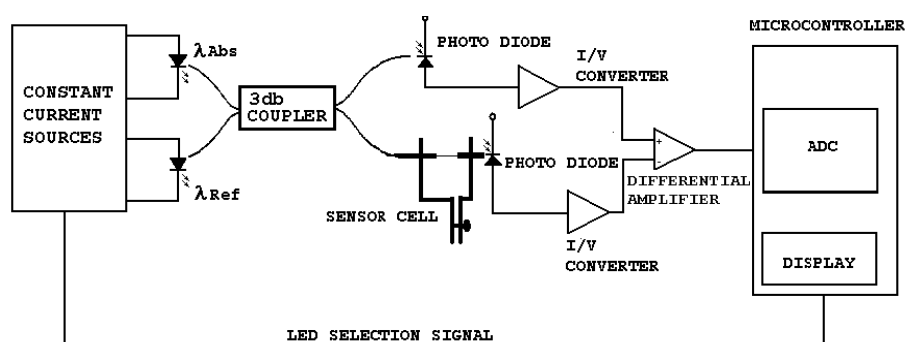 MICROCONTROLLER
λAbs
PHOTO DIODE
I/V
CONVERTER
CONSTANT
CURRENT
SOURCES
3db
COUPLER
+
-
ADC
PHOTO DIODE
λRef
DIFFERENTIAL
AMPLIFIER
SENSOR CELL
I/V
CONVERTER
DISPLAY
LED SELECTION SIGNAL